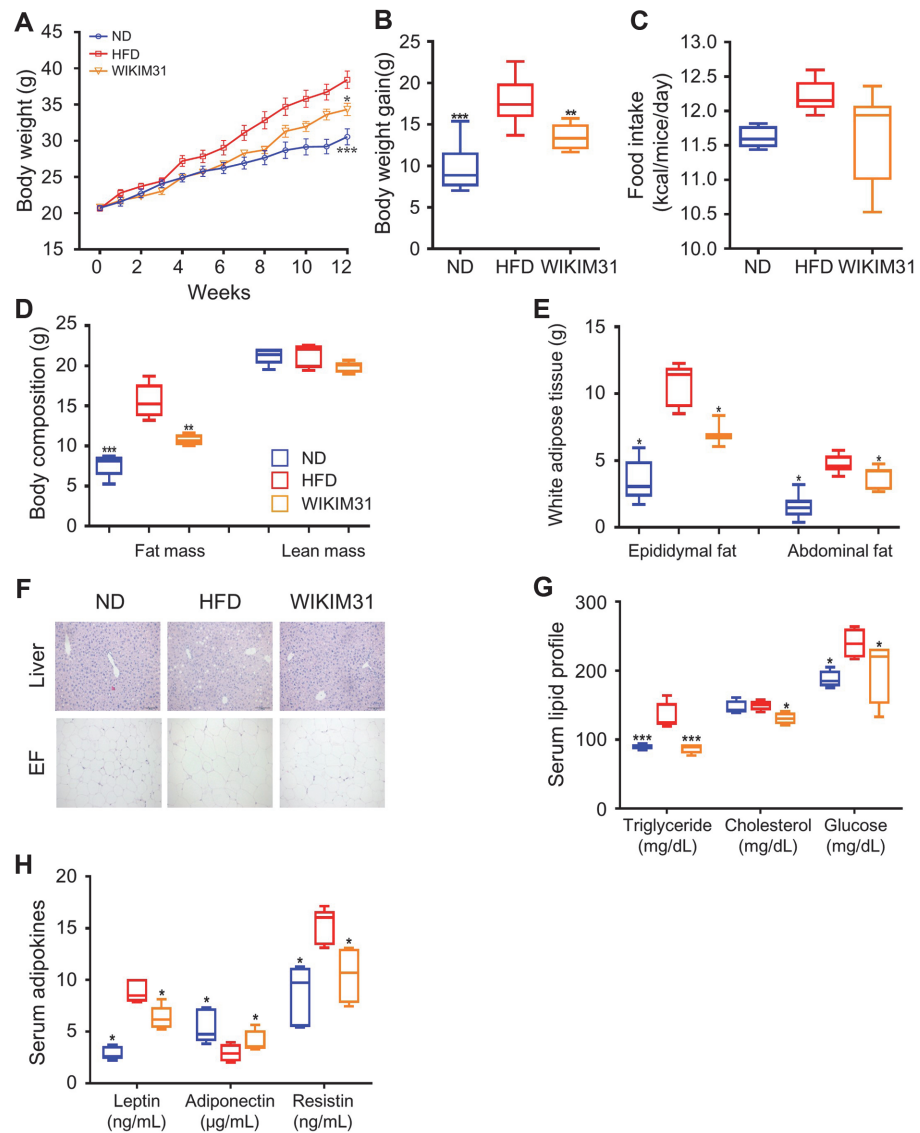 A
Body weight (g)
45
40
35
30
25
20
15
ND
HFD
WIKIM31
*
***
0 2 4 6 8 10 12
Weeks
B
Body weight gain(g)
25
20
15
10
5
0
***
**
ND HFD WIKIM31
C
Food intake
(kcal/mice/day)
13.0
12.5
12.0
11.5
11.0
10.0
ND HFD WIKIM31
D
Body composition (g)
25
20
15
10
5
0
***
**
ND
HFD
WIKIM31
Fat mass Lean mass
E
White adipose tissue (g)
15
10
5
0
*
*
*
*
Epididymal fat Abdominal fat
F
ND HFD WIKIM31
Liver
EF
G
Serum lipid profile
300
200
100
0
***
***
*
*
*
Triglyceride Cholesterol Glucose
(mg/dL) (mg/dL) (mg/dL)
H
Serum adipokines
20
15
10
5
0
*
*
*
*
*
*
Leptin Adiponectin Resistin
(ng/mL) (µg/mL) (ng/mL)